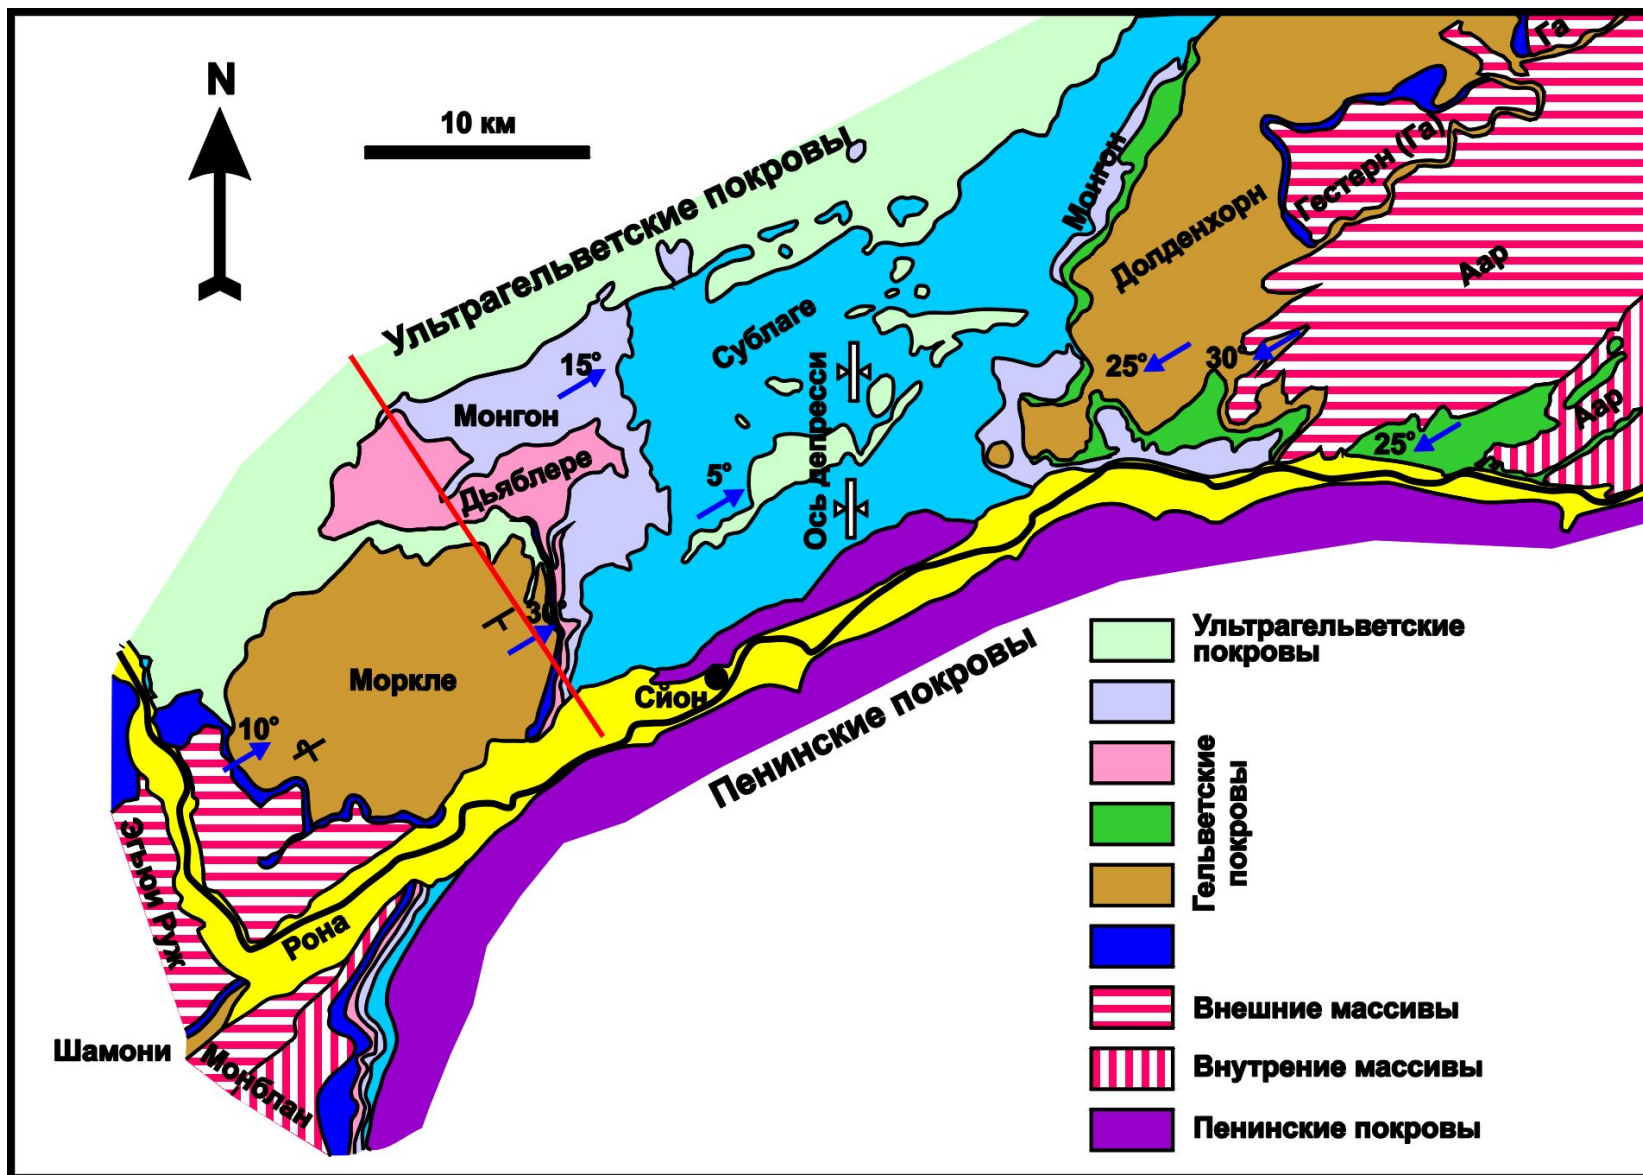 N
10 км
Ультрагельветские покровы
Га
Гестерн (Га)
Монгон
Долденхорн
Аар
Сублаге
15°
25°
30°
Монгон
Аар
Дьяблере
5°
Ось депресси
25°
30°
Моркле
Сйон
10°
Пенинские покровы
Эгьюи Руж
Рона
Шамони
Монблан
Ультрагельветские
покровы
Гельветские
покровы
Внешние массивы
Внутрение массивы
Пенинские покровы